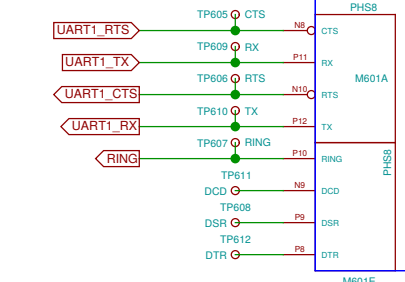 PHS8
TP605 CTS
UART1_RTS N8 CTS
TP609 RX
UART1_TX P11 RX
TP606 RTS M601A
UART1_CTS N10 RTS
TP610 TX
UART1_RX P12 TX
TP607 RING
RING P10 RING PHS8
TP611
DCD N9 DCD
TP608
DSR P9 DSR
TP612
DTR P8 DTR